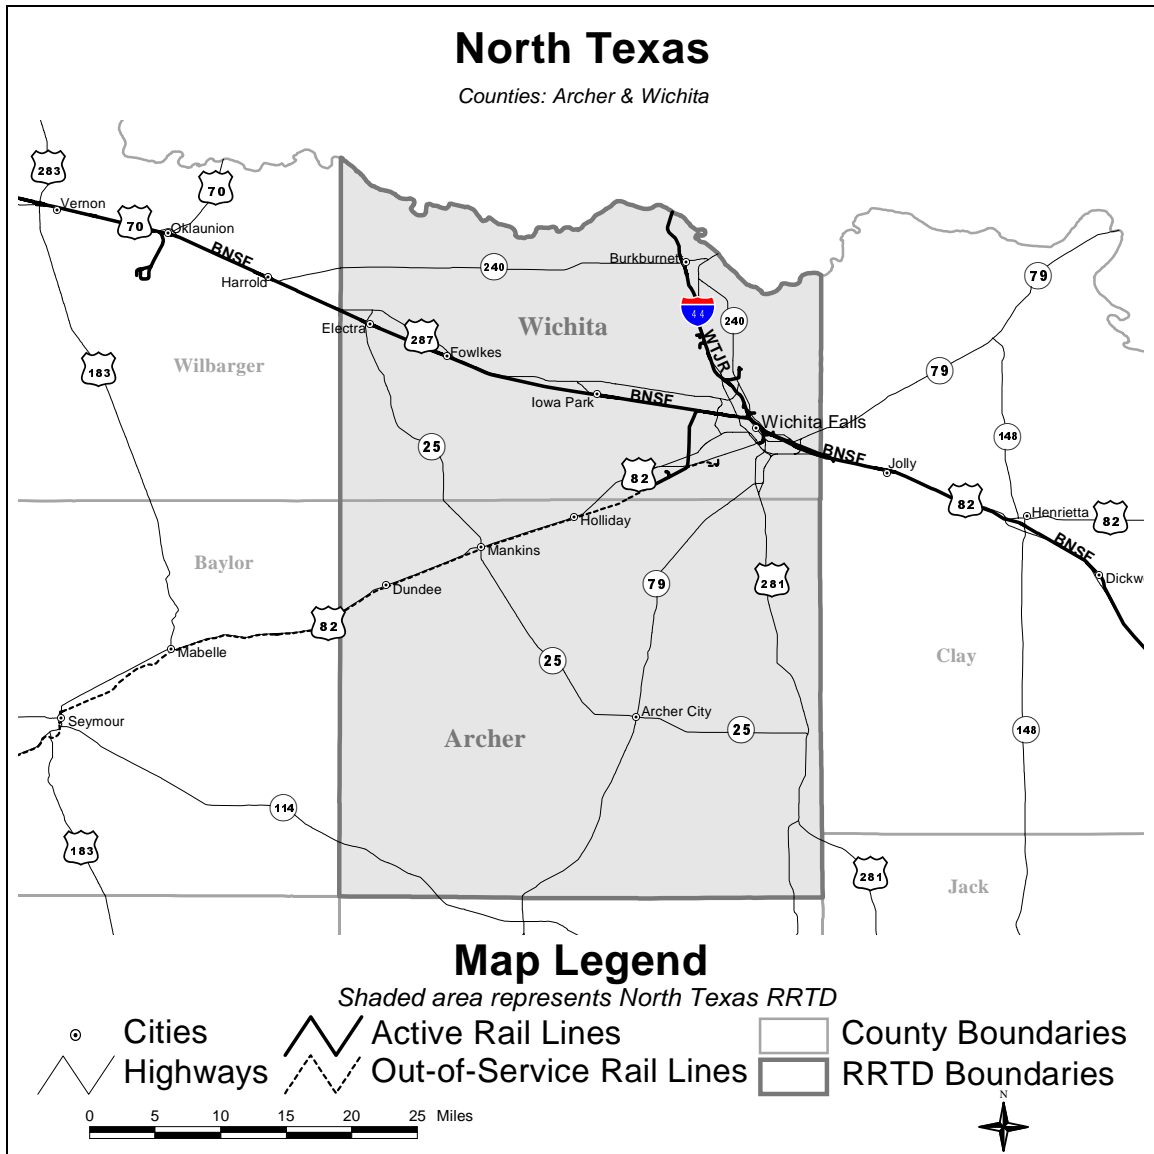 North Texas
Counties: Archer & Wichita
283
70
Vernon
70
Oklaunion
BNSF
Harrold
240
Burkburnet
79
44
240
Electra
287
Wichita
WTJR
Fowlkes
183
Wilbarger
79
Iowa Park
BNSF
Wichita Falls
25
148
BNSF
Jolly
82
82
Holliday
Henrietta
82
Mankins
BNSF
Baylor
Dundee
79
281
Dickw
82
Mabelle
25
Clay
Seymour
Archer City
Archer
25
148
114
183
281
Jack
Map Legend
Shaded area represents North Texas RRTD
Cities
Active Rail Lines
County Boundaries
Highways
Out-of-Service Rail Lines
RRTD Boundaries
0 5 10 15 20 25 Miles
N